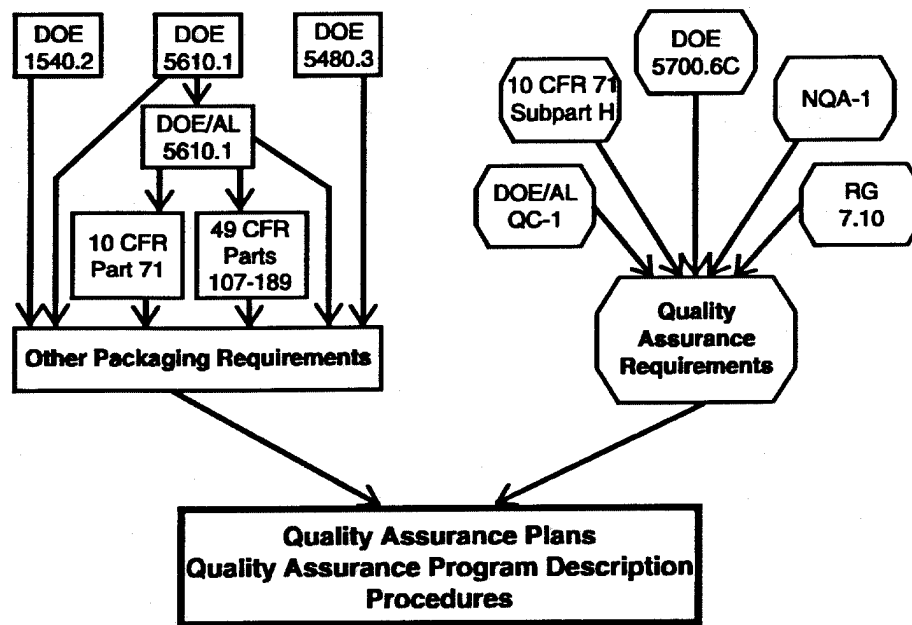 DOE
1540.2
DOE
5610.1
DOE
5480.3
DOE/AL
5610.1
10 CFR
Part 71
49 CFR
Parts
107-189
Other Packaging Requirements
DOE
5700.6C
10 CFR 71
Subpart H
NQA-1
DOE/AL
QC-1
RG
7.10
Quality
Assurance
Requirements
Quality Assurance Plans
Quality Assurance Program Description
Procedures